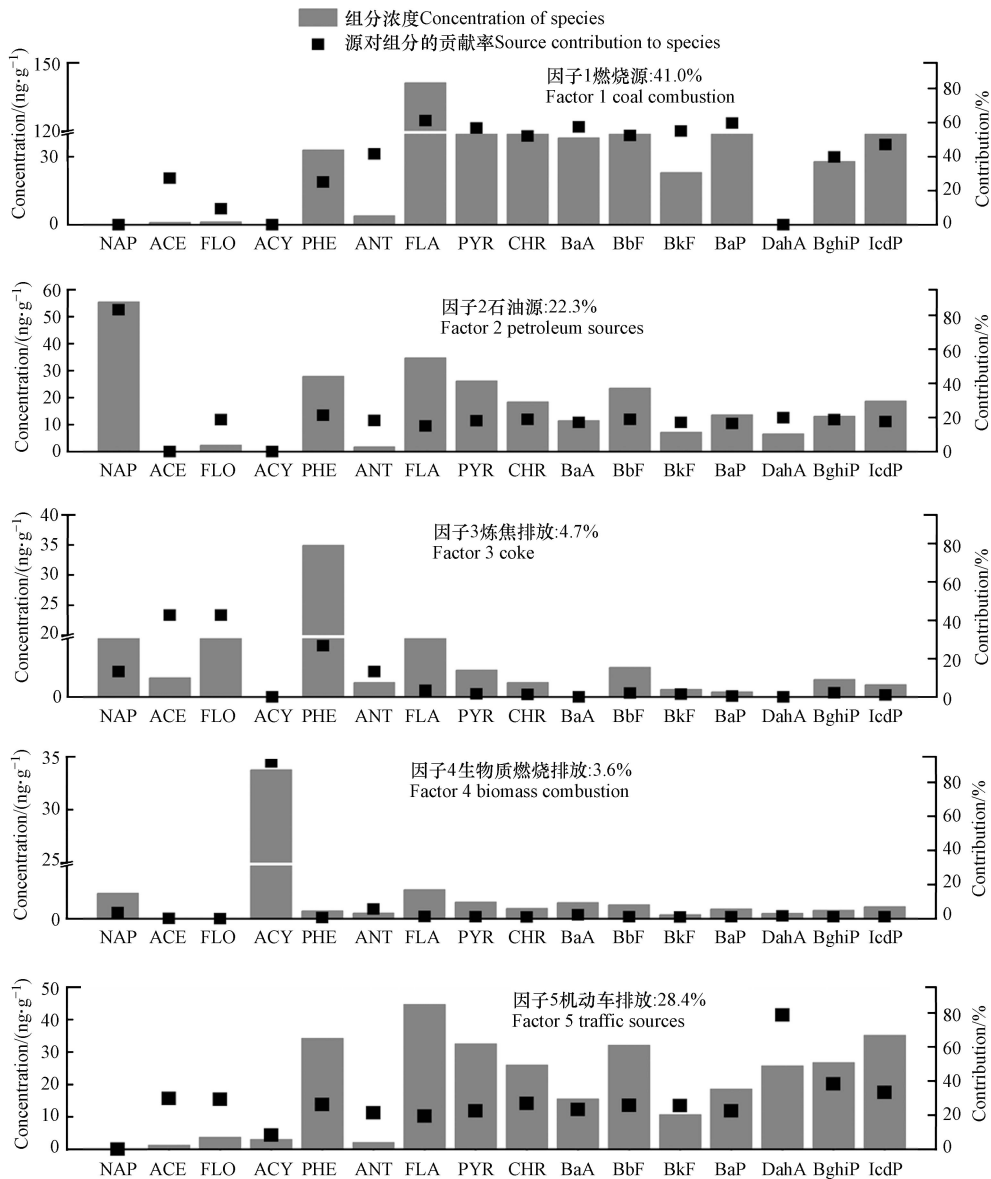 组分浓度Concentration of species
源对组分的贡献率Source contribution to species
Concentration/(ng·g⁻¹)
150
120
30
0
因子1燃烧源:41.0%
Factor 1 coal combustion
80
60
40
20
0
Contribution/%
NAP ACE FLO ACY PHE ANT FLA PYR CHR BaA BbF BkF BaP DahA BghiP IcdP
Concentration/(ng·g⁻¹)
60
50
40
30
20
10
0
因子2石油源:22.3%
Factor 2 petroleum sources
80
60
40
20
0
Contribution/%
NAP ACE FLO ACY PHE ANT FLA PYR CHR BaA BbF BkF BaP DahA BghiP IcdP
Concentration/(ng·g⁻¹)
40
35
30
25
20
0
因子3炼焦排放:4.7%
Factor 3 coke
80
60
40
20
0
Contribution/%
NAP ACE FLO ACY PHE ANT FLA PYR CHR BaA BbF BkF BaP DahA BghiP IcdP
Concentration/(ng·g⁻¹)
35
30
25
0
因子4生物质燃烧排放:3.6%
Factor 4 biomass combustion
80
60
40
20
0
Contribution/%
NAP ACE FLO ACY PHE ANT FLA PYR CHR BaA BbF BkF BaP DahA BghiP IcdP
Concentration/(ng·g⁻¹)
50
40
30
20
10
0
因子5机动车排放:28.4%
Factor 5 traffic sources
80
60
40
20
0
Contribution/%
NAP ACE FLO ACY PHE ANT FLA PYR CHR BaA BbF BkF BaP DahA BghiP IcdP